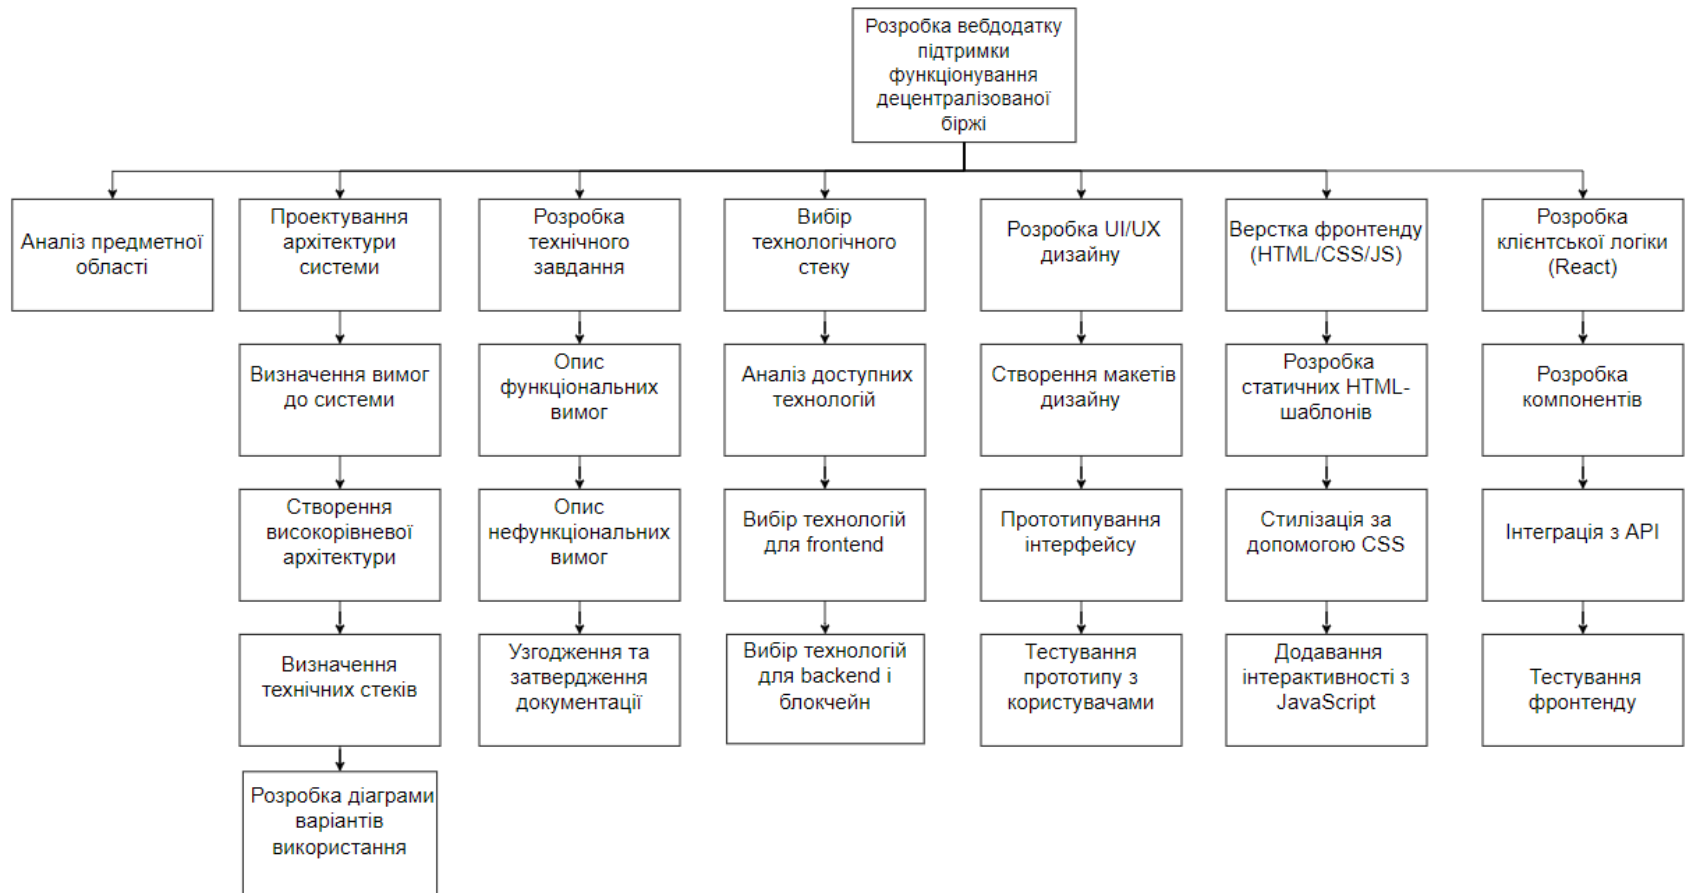 Розробка вебдодатку
підтримки
функціонування
децентралізованої
біржі
Аналіз предметної
області
Проектування
архітектури
системи
Розробка
технічного
завдання
Вибір
технологічного
стеку
Розробка UI/UX
дизайну
Верстка фронтенду
(HTML/CSS/JS)
Розробка
клієнтської логіки
(React)
Визначення вимог
до системи
Опис
функціональних
вимог
Аналіз доступних
технологій
Створення макетів
дизайну
Розробка
статичних HTML-
шаблонів
Розробка
компонентів
Створення
високорівневої
архітектури
Опис
нефункціональних
вимог
Вибір технологій
для frontend
Прототипування
інтерфейсу
Стилізація за
допомогою CSS
Інтеграція з API
Визначення
технічних стеків
Узгодження та
затвердження
документації
Вибір технологій
для backend і
блокчейн
Тестування
прототипу з
користувачами
Додавання
інтерактивності з
JavaScript
Тестування
фронтенду
Розробка діаграми
варіантів
використання